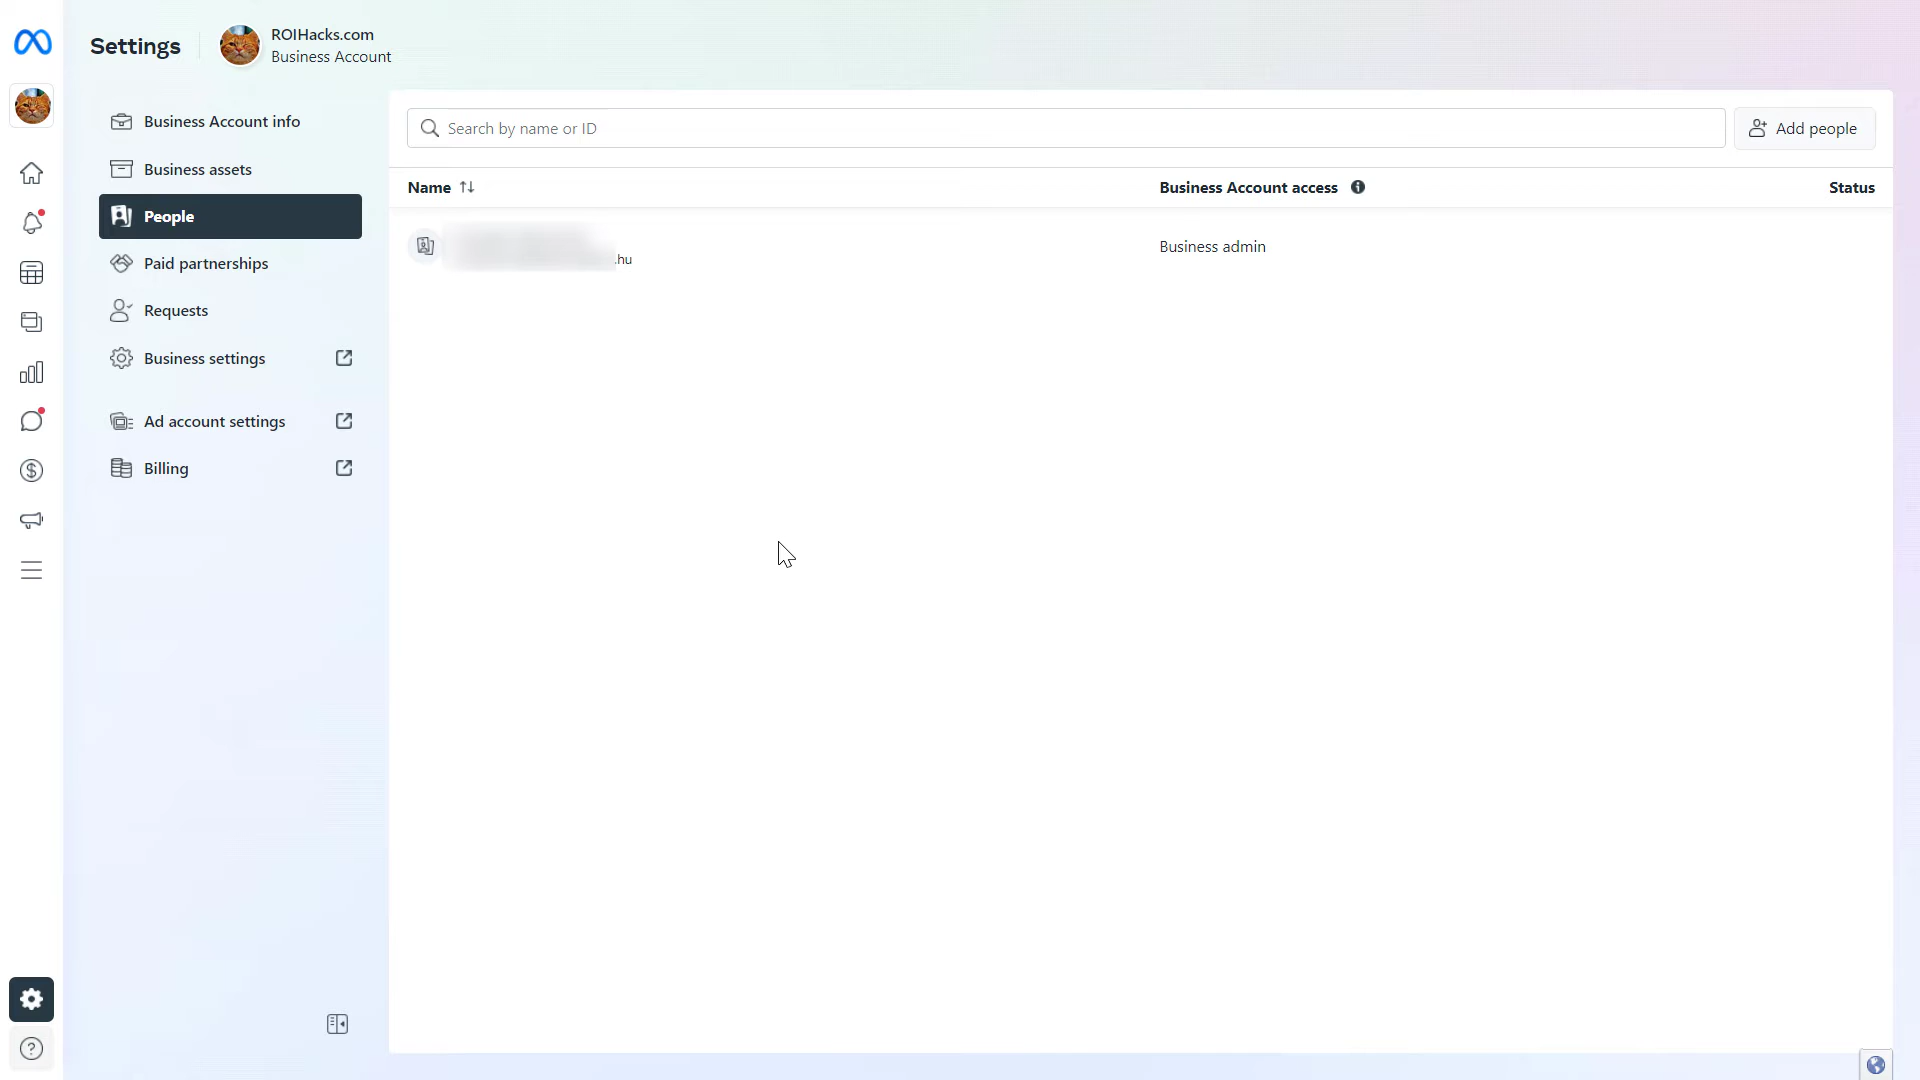 Settings
ROIHacks.com
Business Account
Business Account info
Business assets
People
Paid partnerships
Requests
Business settings
Ad account settings
Billing
Search by name or ID
Add people
Name
Business Account access
Status
.hu
Business admin